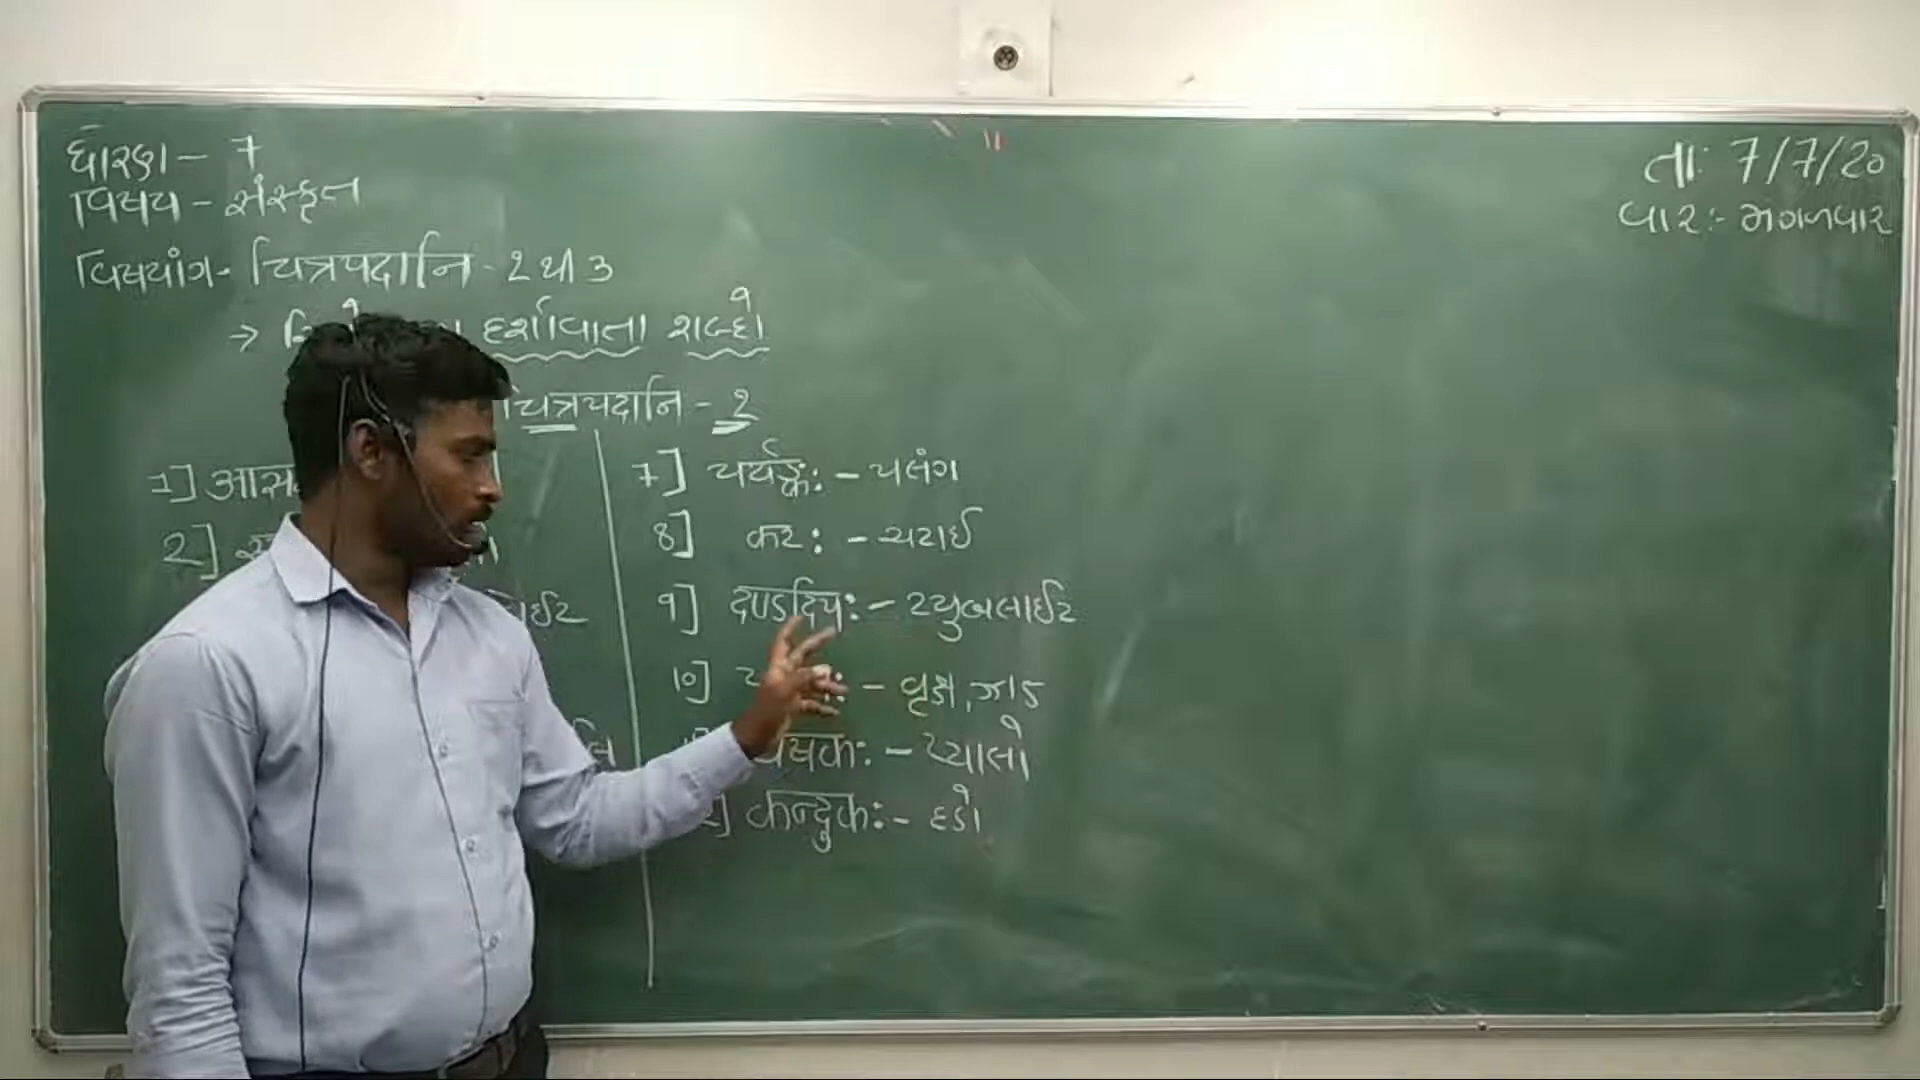 ધોરણ - 7
વિષય - સંસ્કૃત
વિષયાંગ - चित्रपदानि - 2 થી 3
→ દર્શાવાતા શબ્દો
चित्रपदानि - 2
1]
2]
7] पर्यङ्कः - પલંગ
8] कटः - ચટાઈ
9] दण्डदिपः - ટયુબલાઈટ
10] - વૃક્ષ, ઝાડ
चषकः - પ્યાલો
कन्दुकः - દડો
તા: 7/7/20
વાર:- મંગળવાર